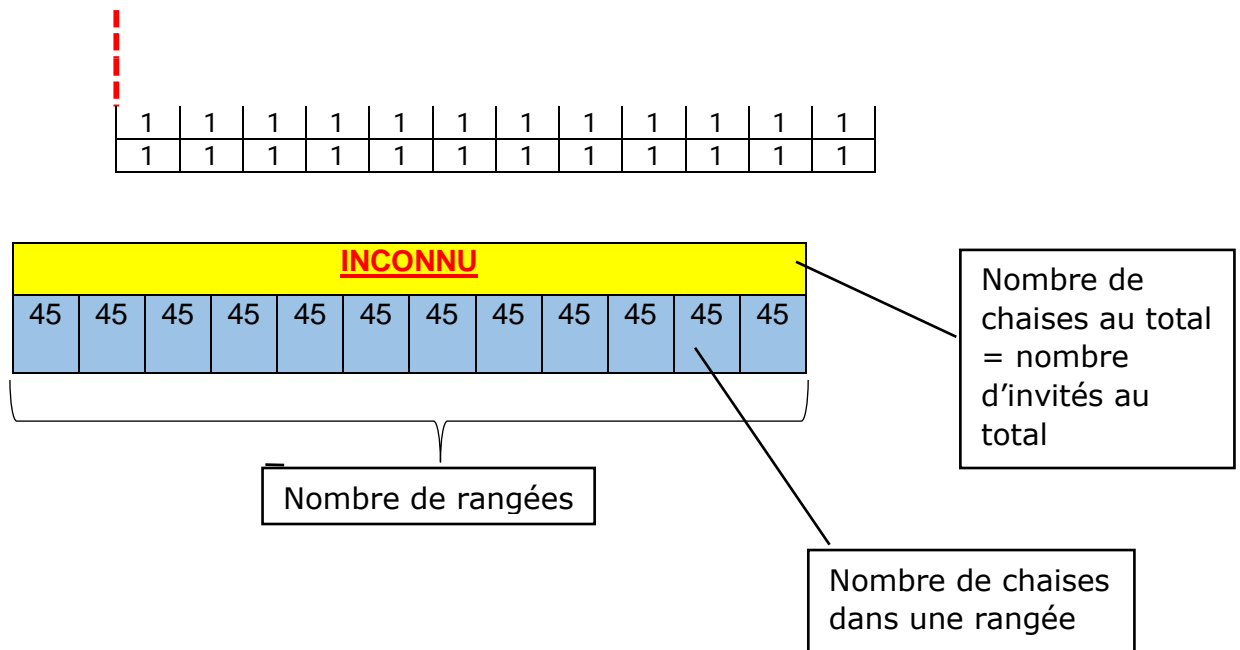 1 1 1 1 1 1 1 1 1 1 1 1
1 1 1 1 1 1 1 1 1 1 1 1
INCONNU
45 45 45 45 45 45 45 45 45 45 45 45
Nombre de
chaises au total
= nombre
d'invités au
total
Nombre de rangées
Nombre de chaises
dans une rangée